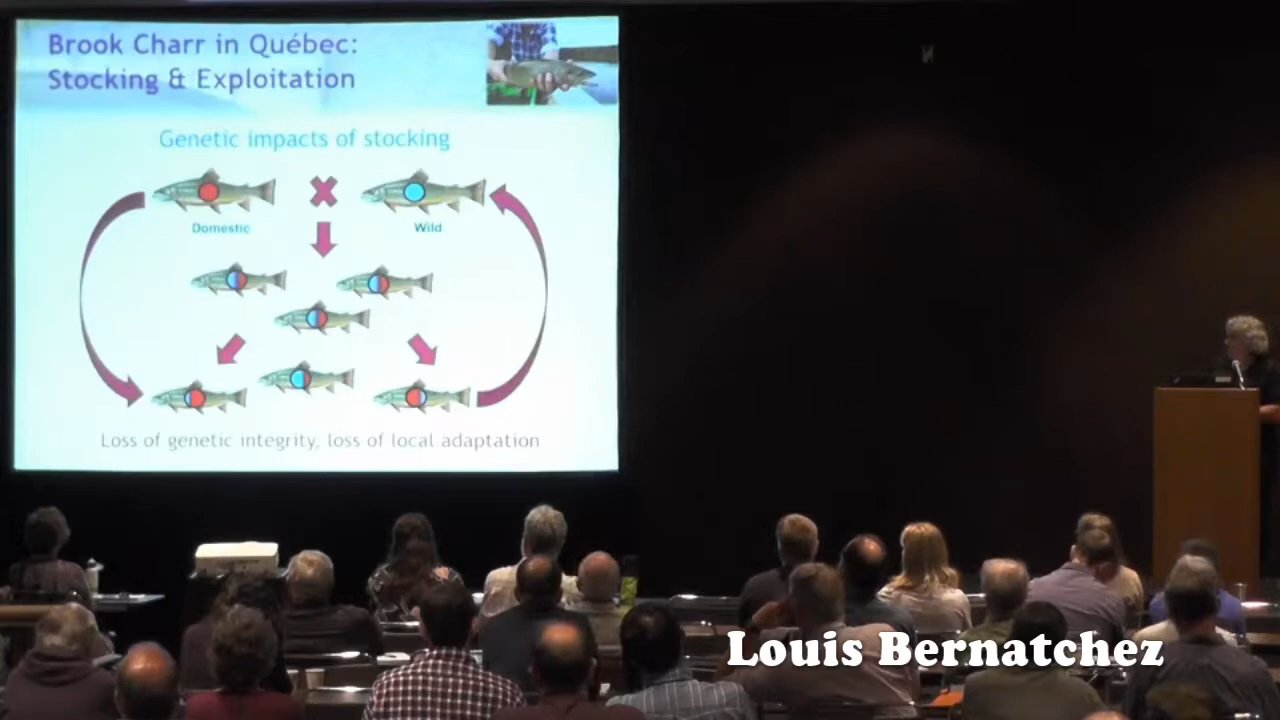 Brook Charr in Québec:
Stocking & Exploitation
Genetic impacts of stocking
Domestic
Wild
Loss of genetic integrity, loss of local adaptation
Louis Bernatchez